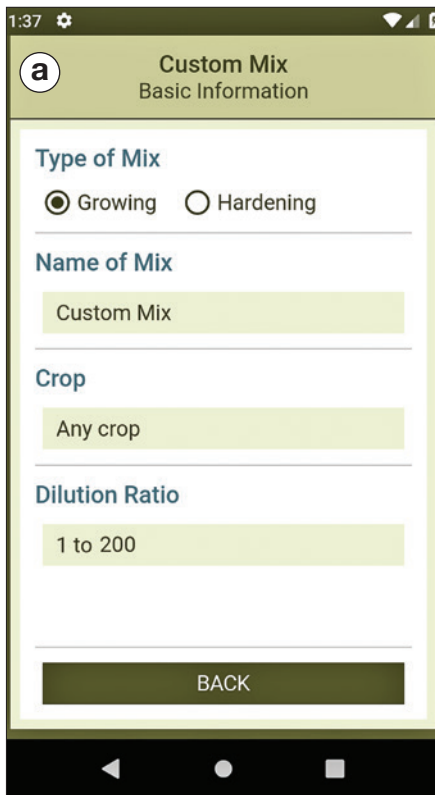 1:37
a
Custom Mix
Basic Information
Type of Mix
Growing Hardening
Name of Mix
Custom Mix
Crop
Any crop
Dilution Ratio
1 to 200
BACK